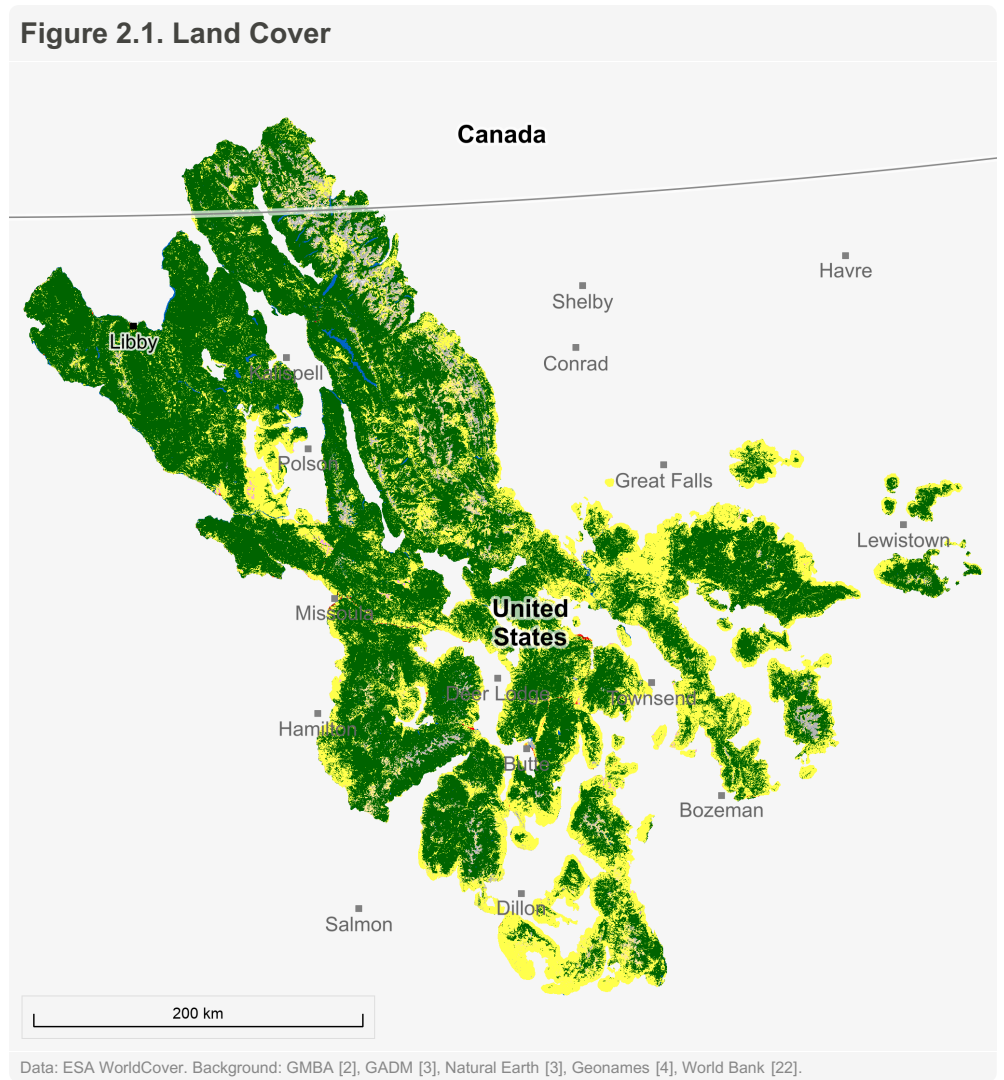 Figure 2.1. Land Cover
Canada
Havre
Shelby
Libby
Conrad
Kalispell
Polson
Great Falls
Lewistown
Missoula
United
States
Deer Lodge
Townsend
Hamilton
Butte
Bozeman
Dillon
Salmon
200 km
Data: ESA WorldCover. Background: GMBA [2], GADM [3], Natural Earth [3], Geonames [4], World Bank [22].